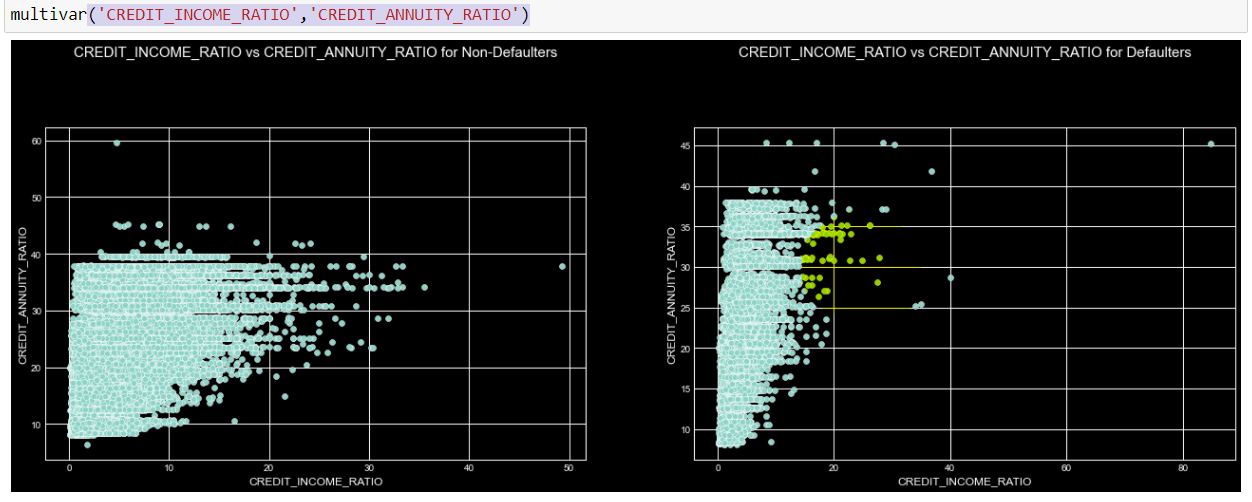 multivar('CREDIT_INCOME_RATIO','CREDIT_ANNUITY_RATIO')
CREDIT_INCOME_RATIO vs CREDIT_ANNUITY_RATIO for Non-Defaulters
CREDIT_ANNUITY_RATIO
60
50
40
30
20
10
0 10 20 30 40 50
CREDIT_INCOME_RATIO
CREDIT_INCOME_RATIO vs CREDIT_ANNUITY_RATIO for Defaulters
CREDIT_ANNUITY_RATIO
45
40
35
30
25
20
15
10
0 20 40 60 80
CREDIT_INCOME_RATIO